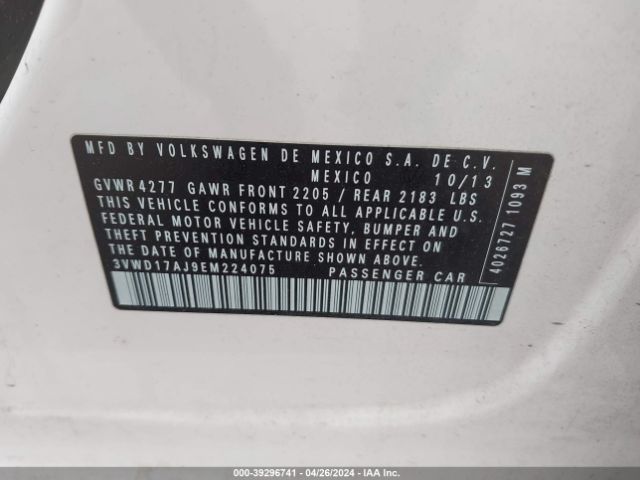 MFD BY VOLKSWAGEN DE MEXICO S.A. DE C.V.
MEXICO 10/13
GVWR 4277 GAWR FRONT 2205 / REAR 2183 LBS
THIS VEHICLE CONFORMS TO ALL APPLICABLE U.S.
FEDERAL MOTOR VEHICLE SAFETY, BUMPER AND
THEFT PREVENTION STANDARDS IN EFFECT ON
THE DATE OF MANUFACTURE SHOWN ABOVE.
3VWD17AJ9EM224075 PASSENGER CAR
4026727 1093 M
000-39296741 / 04/26/2024 / IAAI.COM